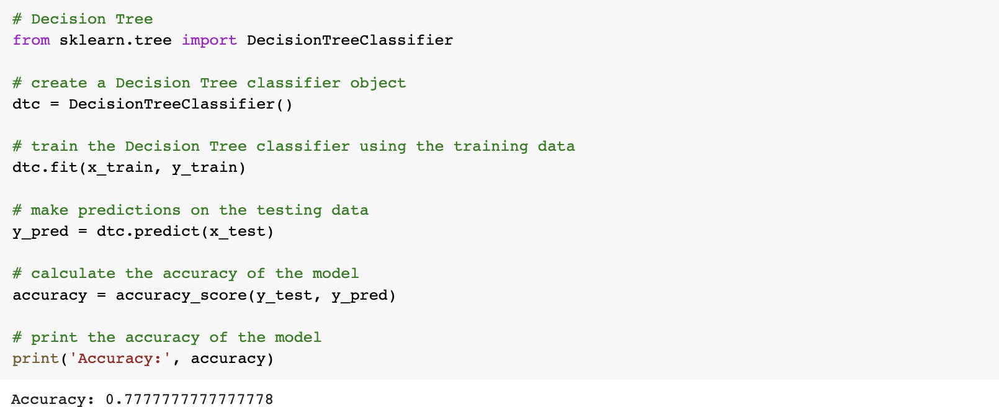 # Decision Tree
from sklearn.tree import DecisionTreeClassifier
# create a Decision Tree classifier object
dtc = DecisionTreeClassifier()
# train the Decision Tree classifier using the training data
dtc.fit(x_train, y_train)
# make predictions on the testing data
y_pred = dtc.predict(x_test)
# calculate the accuracy of the model
accuracy = accuracy_score(y_test, y_pred)
# print the accuracy of the model
print('Accuracy:', accuracy)
Accuracy: 0.7777777777777778